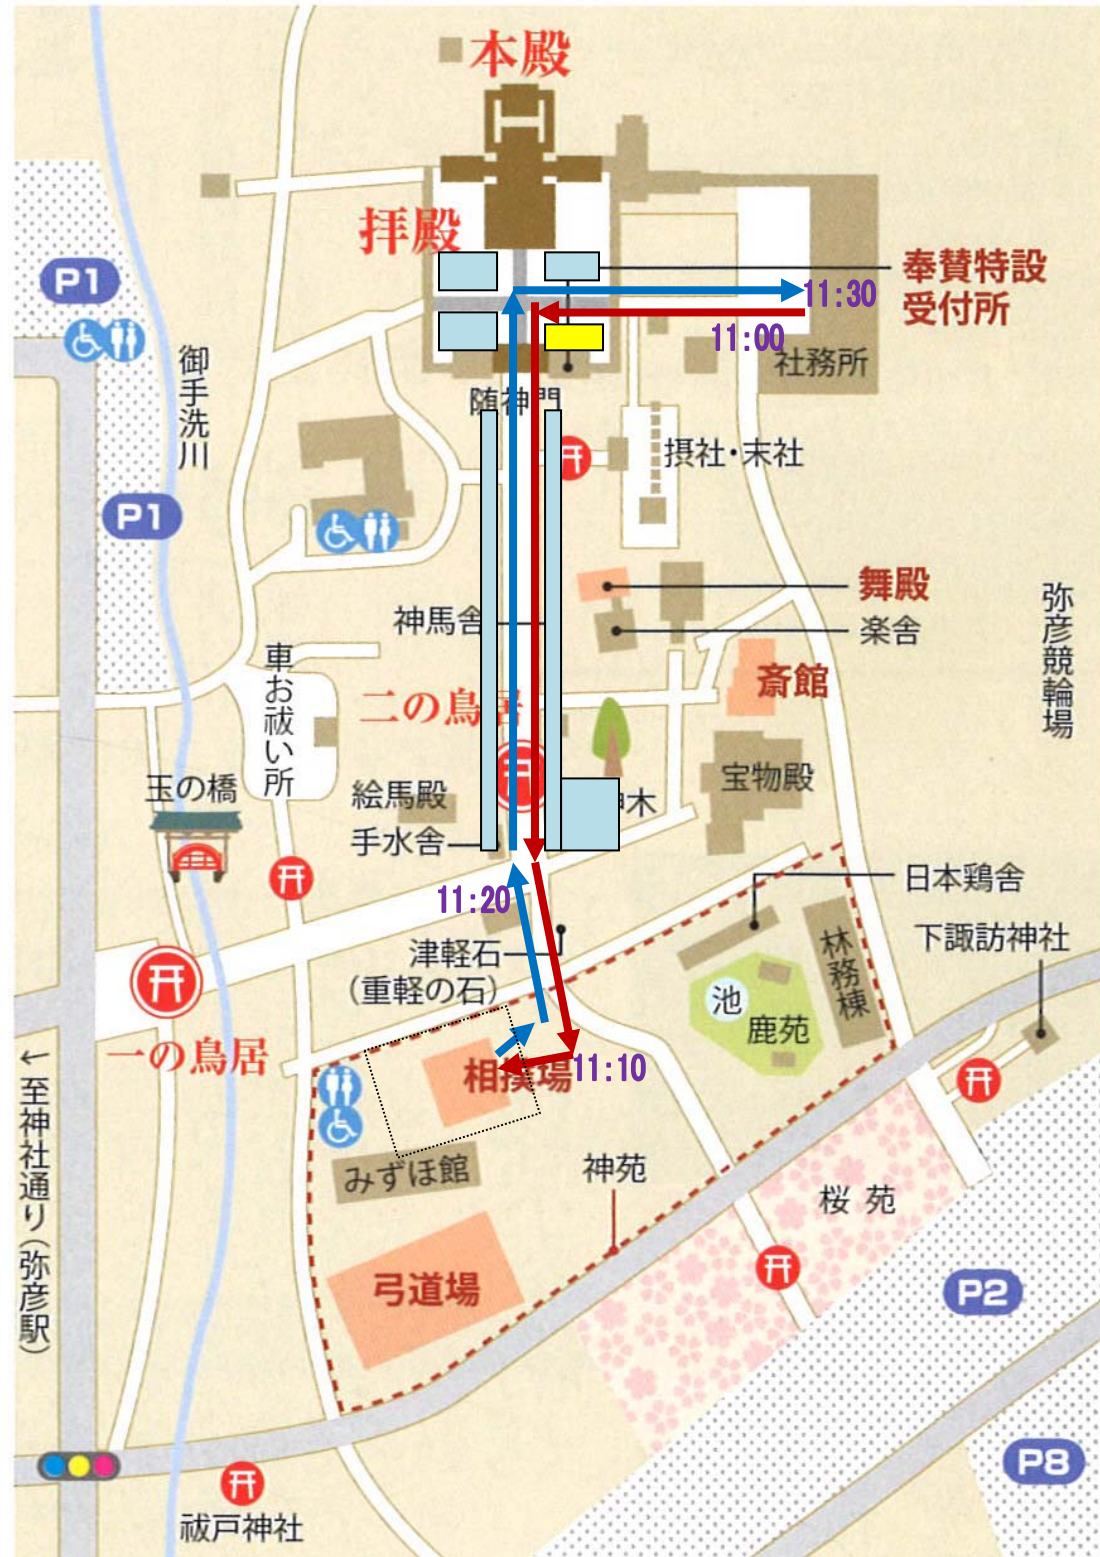 本殿
拝殿
奉賛特設
受付所
P1
11:30
11:00
社務所
御手洗川
随神門
摂社・末社
P1
舞殿
楽舎
神馬舎
弥彦競輪場
車お祓い所
斎館
二の鳥居
宝物殿
玉の橋
絵馬殿
木
手水舎
日本鶏舎
11:20
下諏訪神社
津軽石
(重軽の石)
林務棟
池
鹿苑
一の鳥居
相撲場
11:10
←至神社通り(弥彦駅)
みずほ館
神苑
桜苑
弓道場
P2
P8
祓戸神社